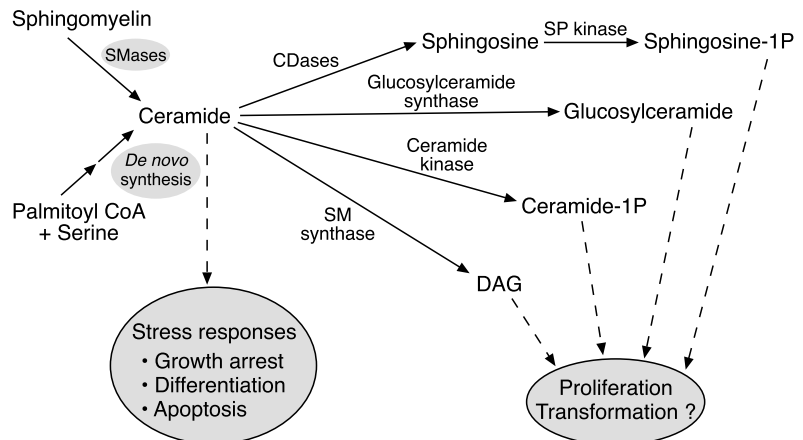 Sphingomyelin
SMases
CDases
Sphingosine
SP kinase
Sphingosine-1P
Glucosylceramide
synthase
Ceramide
Glucosylceramide
De novo
synthesis
Ceramide
kinase
Palmitoyl CoA
+ Serine
SM
synthase
Ceramide-1P
DAG
Stress responses
• Growth arrest
• Differentiation
• Apoptosis
Proliferation
Transformation ?